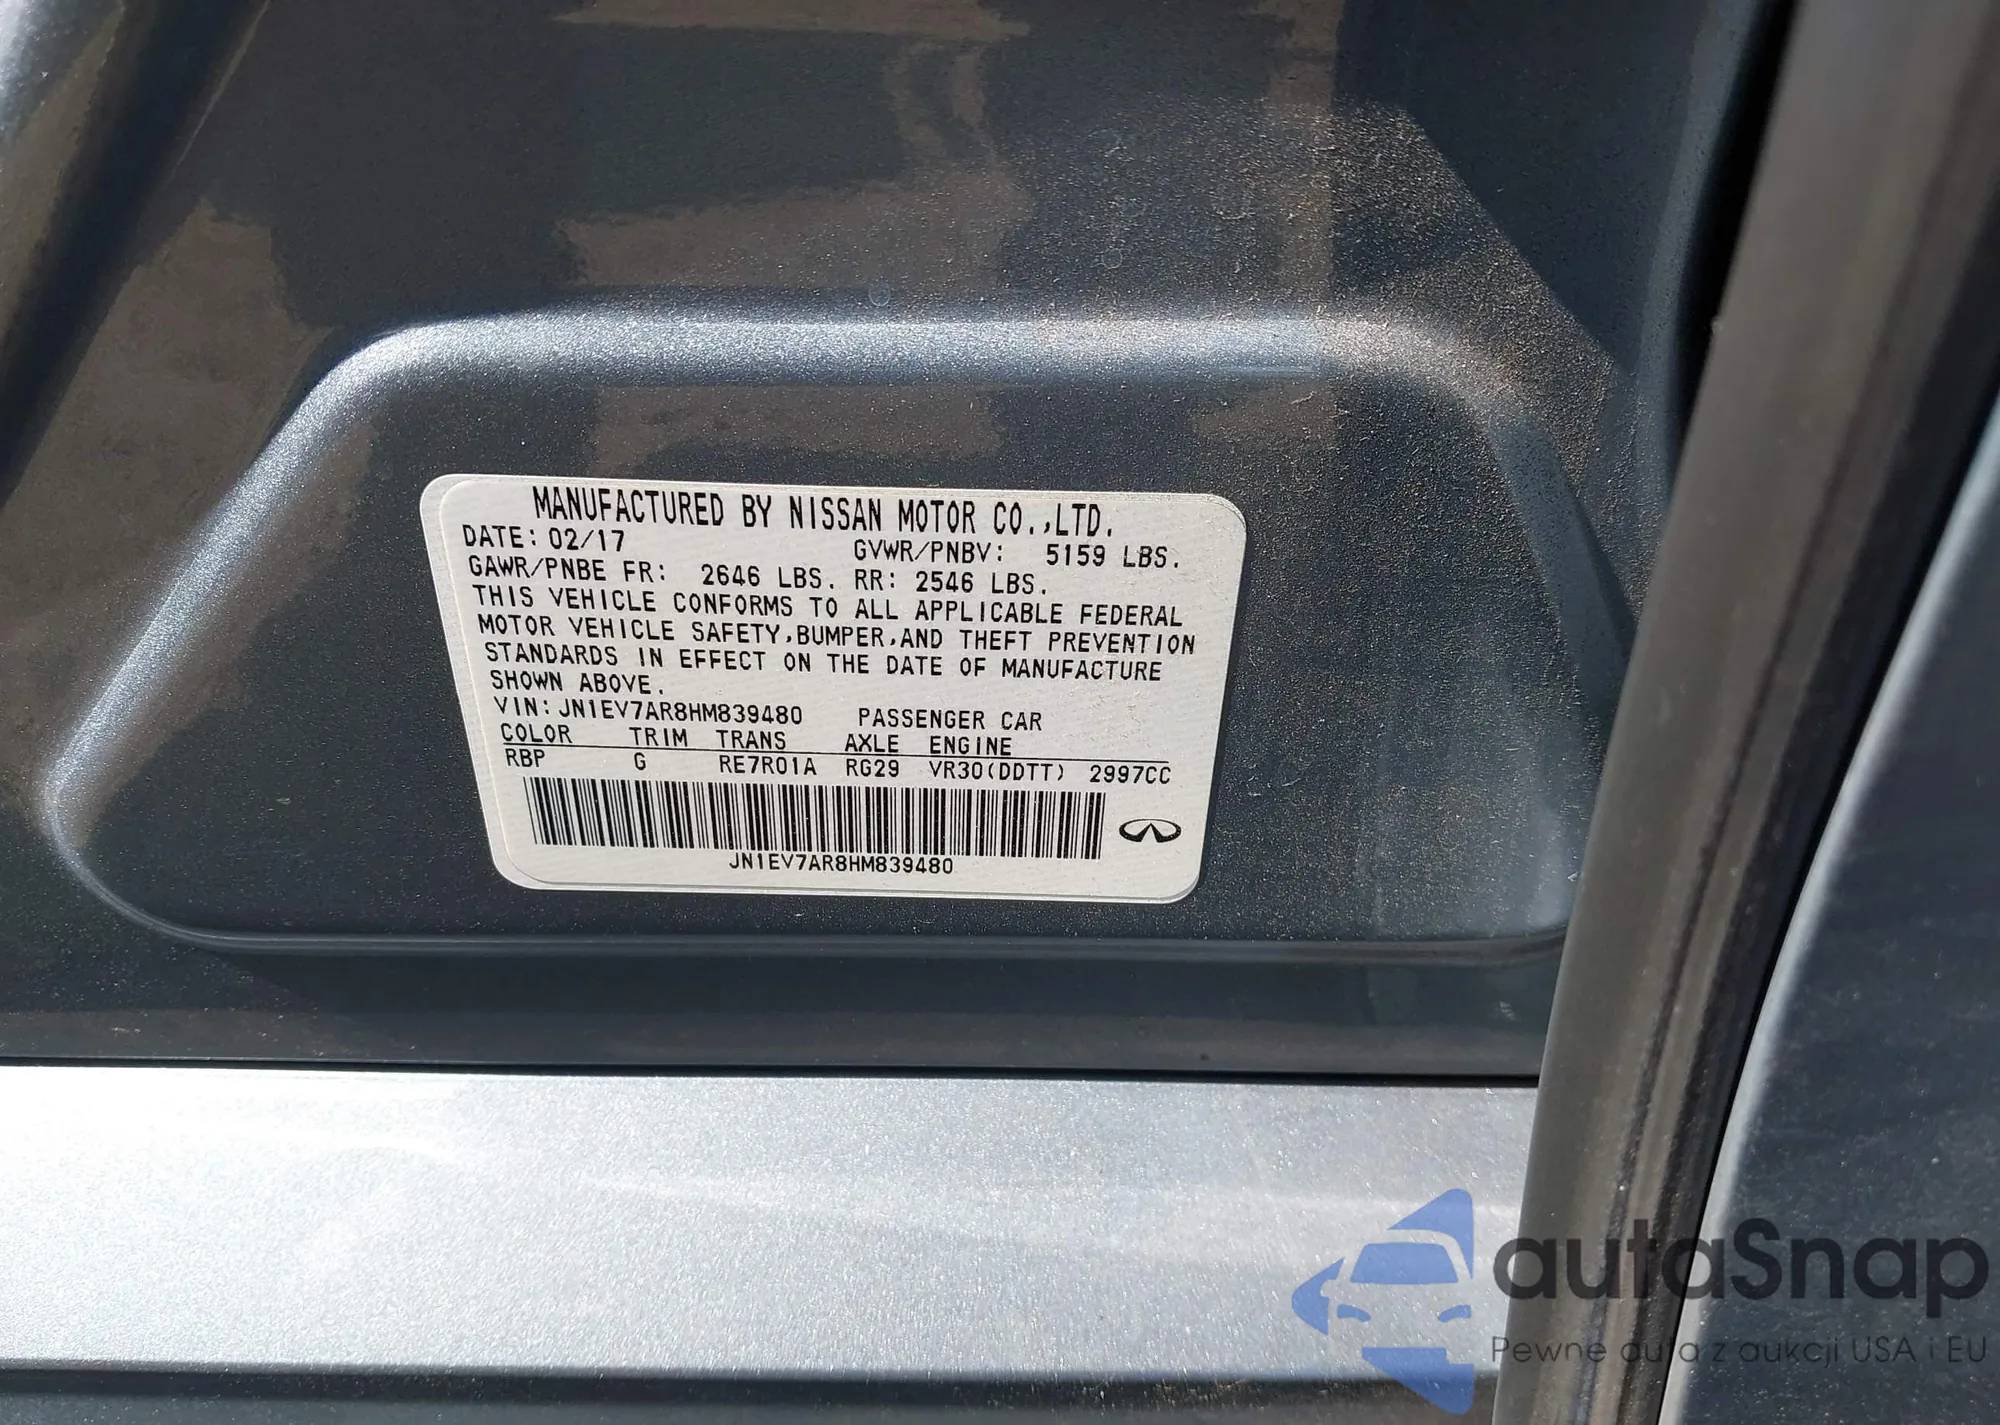 MANUFACTURED BY NISSAN MOTOR CO.,LTD.
DATE: 02/17 GVWR/PNBV: 5159 LBS.
GAWR/PNBE FR: 2646 LBS. RR: 2546 LBS.
THIS VEHICLE CONFORMS TO ALL APPLICABLE FEDERAL
MOTOR VEHICLE SAFETY,BUMPER,AND THEFT PREVENTION
STANDARDS IN EFFECT ON THE DATE OF MANUFACTURE
SHOWN ABOVE.
VIN: JN1EV7AR8HM839480 PASSENGER CAR
COLOR TRIM TRANS AXLE ENGINE
RBP G RE7R01A RG29 VR30(DDTT) 2997CC
JN1EV7AR8HM839480
autaSnap
Pewne auta z aukcji USA i EU